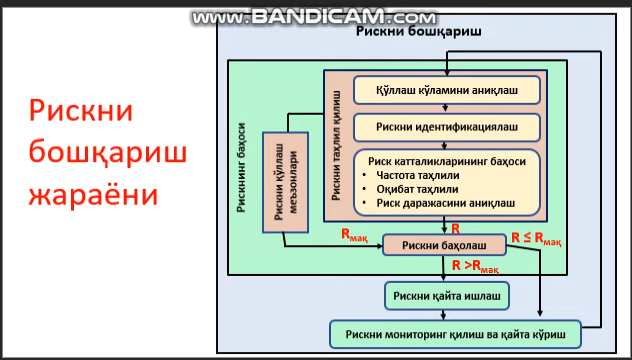 www.BANDICAM.com
Рискни бошқариш
Рискни
бошқариш
жараёни
Рискнинг баҳоси
Рискни қўллаш
меъзонлари
Рискни таҳлил қилиш
Қўллаш кўламини аниқлаш
Рискни идентификациялаш
Риск катталикларининг баҳоси
• Частота таҳлили
• Оқибат таҳлили
• Риск даражасини аниқлаш
Rмақ
R
Рискни баҳолаш
R ≤ Rмақ
R >Rмақ
Рискни қайта ишлаш
Рискни мониторинг қилиш ва қайта кўриш